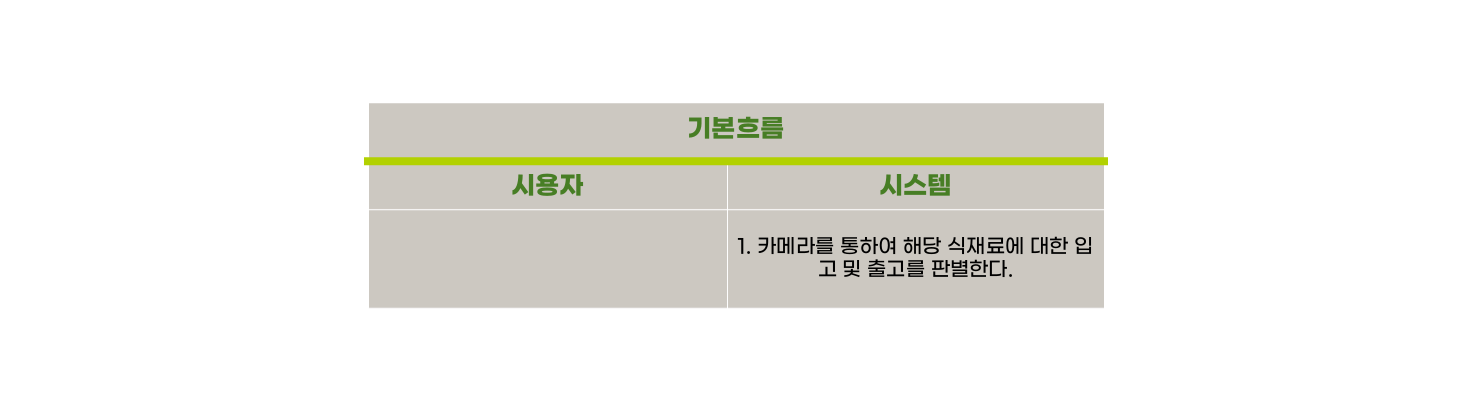 기본흐름
시용자
시스템
1. 카메라를 통하여 해당 식재료에 대한 입
고 및 출고를 판별한다.